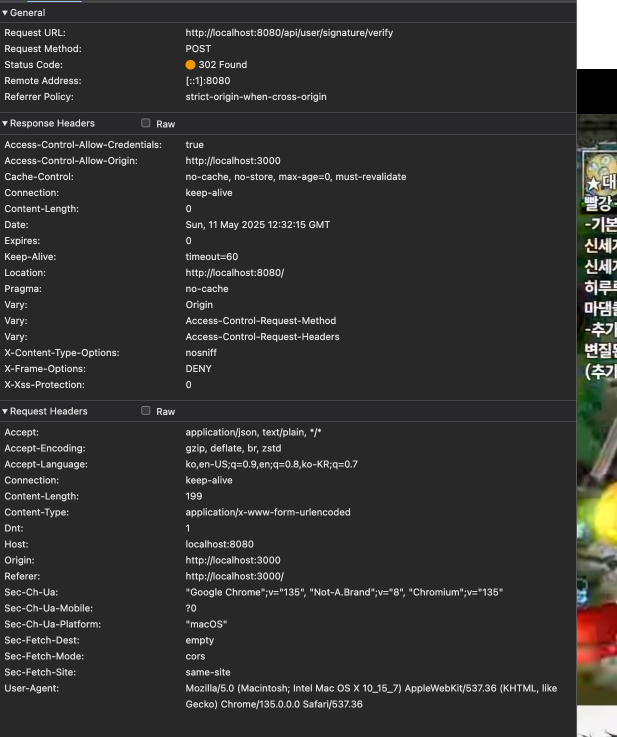 General
Request URL: http://localhost:8080/api/user/signature/verify
Request Method: POST
Status Code: 302 Found
Remote Address: [::1]:8080
Referrer Policy: strict-origin-when-cross-origin
Response Headers Raw
Access-Control-Allow-Credentials: true
Access-Control-Allow-Origin: http://localhost:3000
Cache-Control: no-cache, no-store, max-age=0, must-revalidate
Connection: keep-alive
Content-Length: 0
Date: Sun, 11 May 2025 12:32:15 GMT
Expires: 0
Keep-Alive: timeout=60
Location: http://localhost:8080/
Pragma: no-cache
Vary: Origin
Vary: Access-Control-Request-Method
Vary: Access-Control-Request-Headers
X-Content-Type-Options: nosniff
X-Frame-Options: DENY
X-Xss-Protection: 0
Request Headers Raw
Accept: application/json, text/plain, */*
Accept-Encoding: gzip, deflate, br, zstd
Accept-Language: ko,en-US;q=0.9,en;q=0.8,ko-KR;q=0.7
Connection: keep-alive
Content-Length: 199
Content-Type: application/x-www-form-urlencoded
Dnt: 1
Host: localhost:8080
Origin: http://localhost:3000
Referer: http://localhost:3000/
Sec-Ch-Ua: "Google Chrome";v="135", "Not-A.Brand";v="8", "Chromium";v="135"
Sec-Ch-Ua-Mobile: ?0
Sec-Ch-Ua-Platform: "macOS"
Sec-Fetch-Dest: empty
Sec-Fetch-Mode: cors
Sec-Fetch-Site: same-site
User-Agent: Mozilla/5.0 (Macintosh; Intel Mac OS X 10_15_7) AppleWebKit/537.36 (KHTML, like
Gecko) Chrome/135.0.0.0 Safari/537.36
★대
빨강
-기본
신세
신세
히루
마댐
-추가
변질
(추가